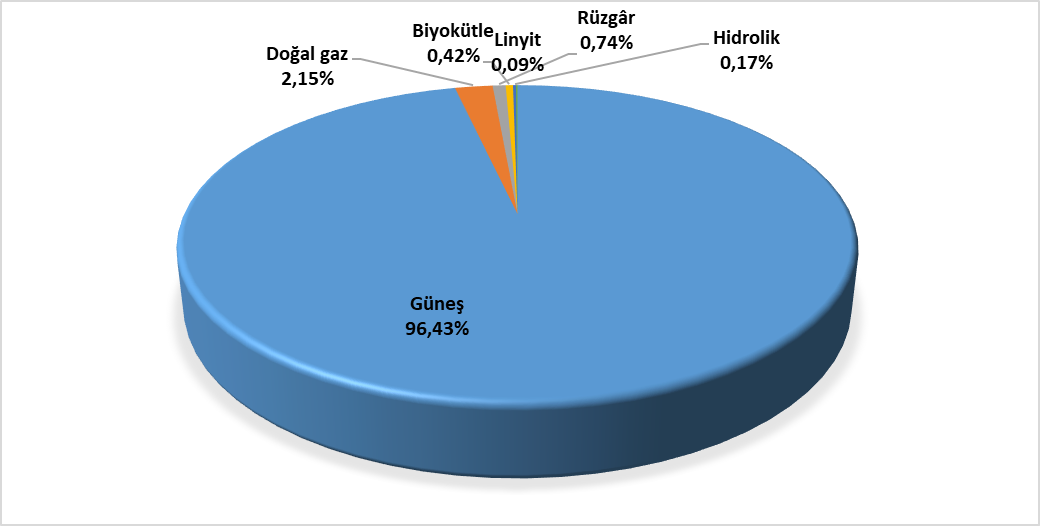 Doğal gaz
2,15%
Biyokütle
0,42%
Linyit
0,09%
Rüzgâr
0,74%
Hidrolik
0,17%
Güneş
96,43%